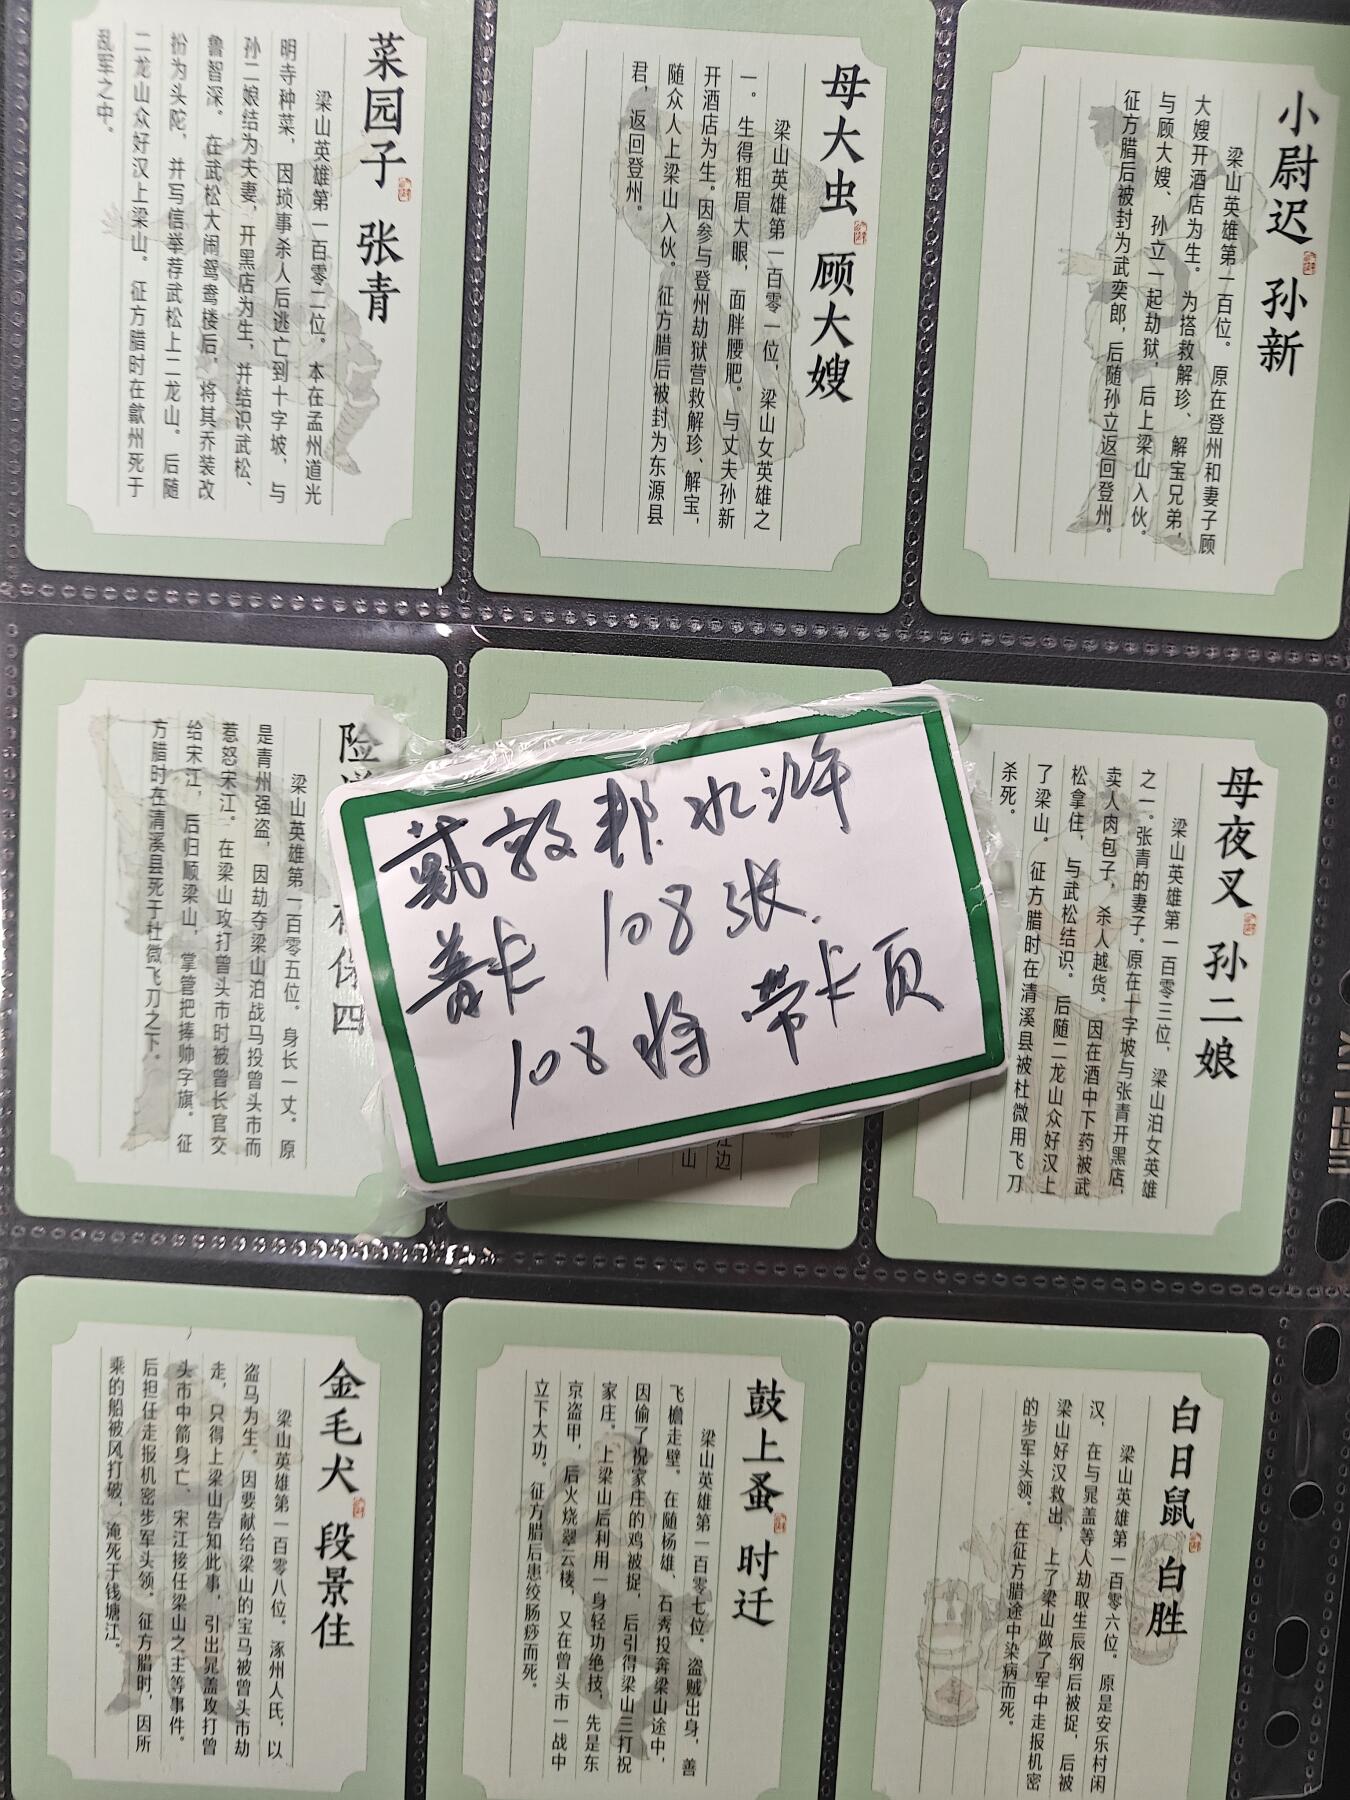 小尉迟 孙新
梁山英雄第一百位。原在登州和妻子顾
大嫂开酒店为生。为搭救解珍、解宝兄弟，
与顾大嫂、孙立一起劫狱，后上梁山入伙。
征方腊后被封为武奕郎，后随孙立返回登州。
母大虫 顾大嫂
梁山英雄第一百零一位，梁山女英雄之
一。生得粗眉大眼，面胖腰肥。与丈夫孙新
开酒店为生。因参与登州劫狱营救解珍、解宝，
随众人上梁山入伙。征方腊后被封为东源县
君，返回登州。
菜园子 张青
梁山英雄第一百零二位。本在孟州道光
明寺种菜，因琐事杀人后逃亡到十字坡，与
孙二娘结为夫妻，开黑店为生，并结识武松、
鲁智深。在武松大闹鸳鸯楼后，将其乔装改
扮为头陀，并写信举荐武松上二龙山。后随
二龙山众好汉上梁山。征方腊时在歙州死于
乱军之中。
母夜叉 孙二娘
梁山英雄第一百零三位，梁山泊女英雄
之一。张青的妻子。原在十字坡与张青开黑店，
卖人肉包子，杀人越货。因在酒中下药被武
松拿住，与武松结识。后随二龙山众好汉上
了梁山。征方腊时在清溪县被杜微用飞刀
杀死。
江边
山
戴敦邦水浒
普卡 108张
108将 带卡页
险 保四
梁山英雄第一百零五位。身长一丈。原
是青州强盗，因劫夺梁山泊战马投曾头市而
惹怒宋江。在梁山攻打曾头市时被曾长官交
给宋江，后归顺梁山，掌管把捧帅字旗。征
方腊时在清溪县死于杜微飞刀之下。
白日鼠 白胜
梁山英雄第一百零六位。原是安乐村闲
汉，在与晁盖等人劫取生辰纲后被捉，后被
梁山好汉救出，上了梁山做了军中走报机密
的步军头领。在征方腊途中染病而死。
鼓上蚤 时迁
梁山英雄第一百零七位。盗贼出身，善
飞檐走壁。在随杨雄、石秀投奔梁山途中，
因偷了祝家庄的鸡被捉，后引得梁山三打祝
家庄。上梁山后利用一身轻功绝技，先是东
京盗甲，后火烧翠云楼，又在曾头市一战中
立下大功。征方腊后患绞肠痧而死。
金毛犬 段景住
梁山英雄第一百零八位。涿州人氏，以
盗马为生。因要献给梁山的宝马被曾头市劫
走，只得上梁山告知此事，引出晁盖攻打曾
头市中箭身亡、宋江接任梁山之主等事件。
后担任走报机密步军头领。征方腊时，因所
乘的船被风打破，淹死于钱塘江。